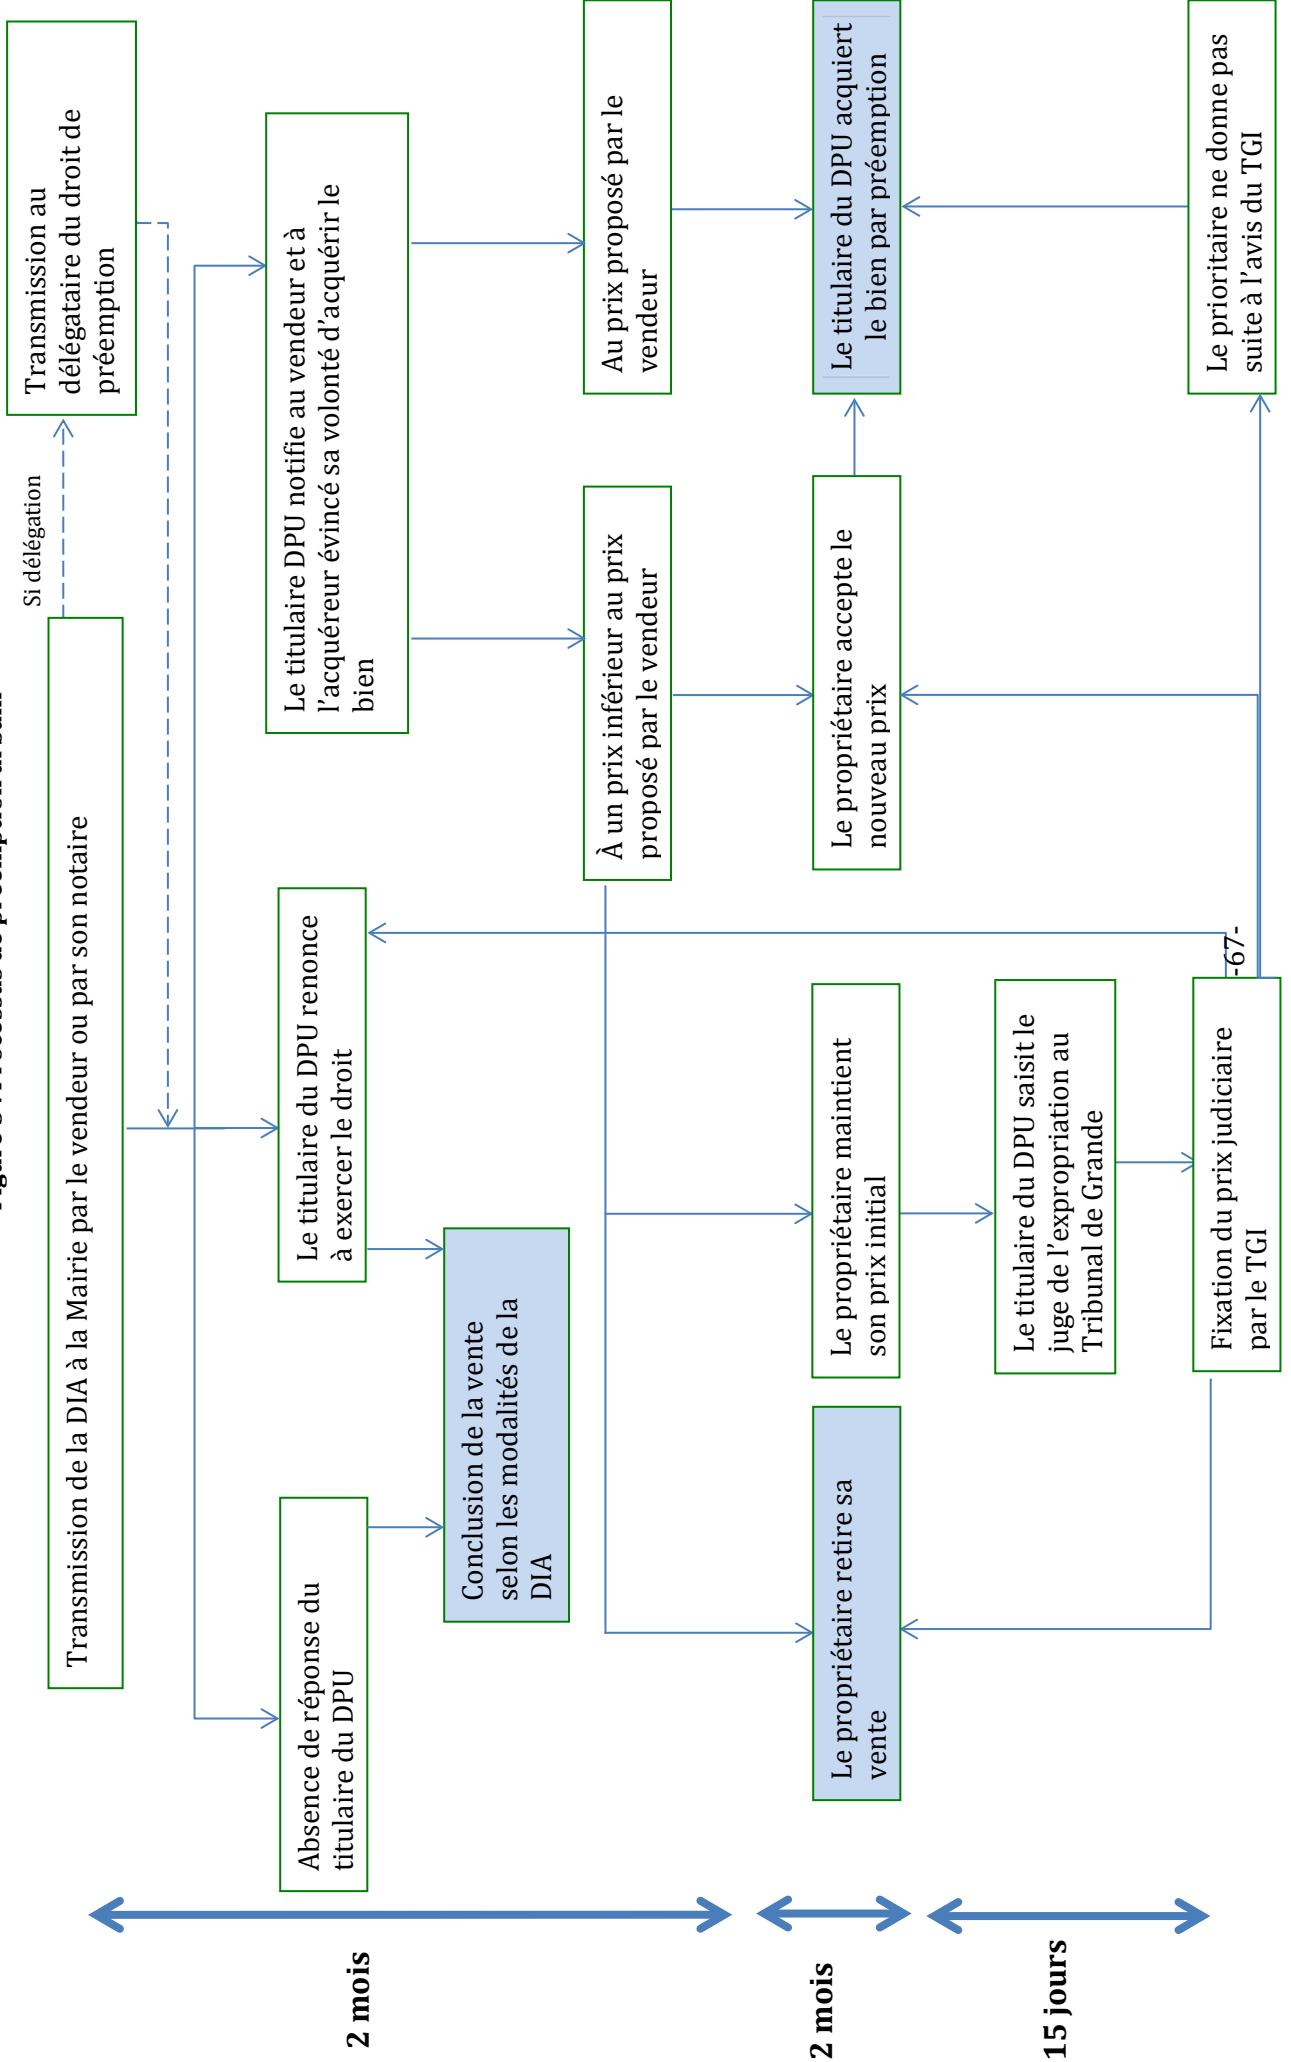 Transmission de la DIA à la Mairie par le vendeur ou par son notaire
Si délégation
Transmission au
délégataire du droit de
préemption
2 mois
Absence de réponse du
titulaire du DPU
Le titulaire du DPU renonce
à exercer le droit
Le titulaire DPU notifie au vendeur et à
l'acquéreur évincé sa volonté d'acquérir le
bien
Conclusion de la vente
selon les modalités de la
DIA
À un prix inférieur au prix
proposé par le vendeur
Au prix proposé par le
vendeur
2 mois
Le propriétaire retire sa
vente
Le propriétaire maintient
son prix initial
Le propriétaire accepte le
nouveau prix
Le titulaire du DPU acquiert
le bien par préemption
15 jours
Le titulaire du DPU saisit le
juge de l'expropriation au
Tribunal de Grande
Fixation du prix judiciaire
par le TGI
-67-
Le prioritaire ne donne pas
suite à l'avis du TGI